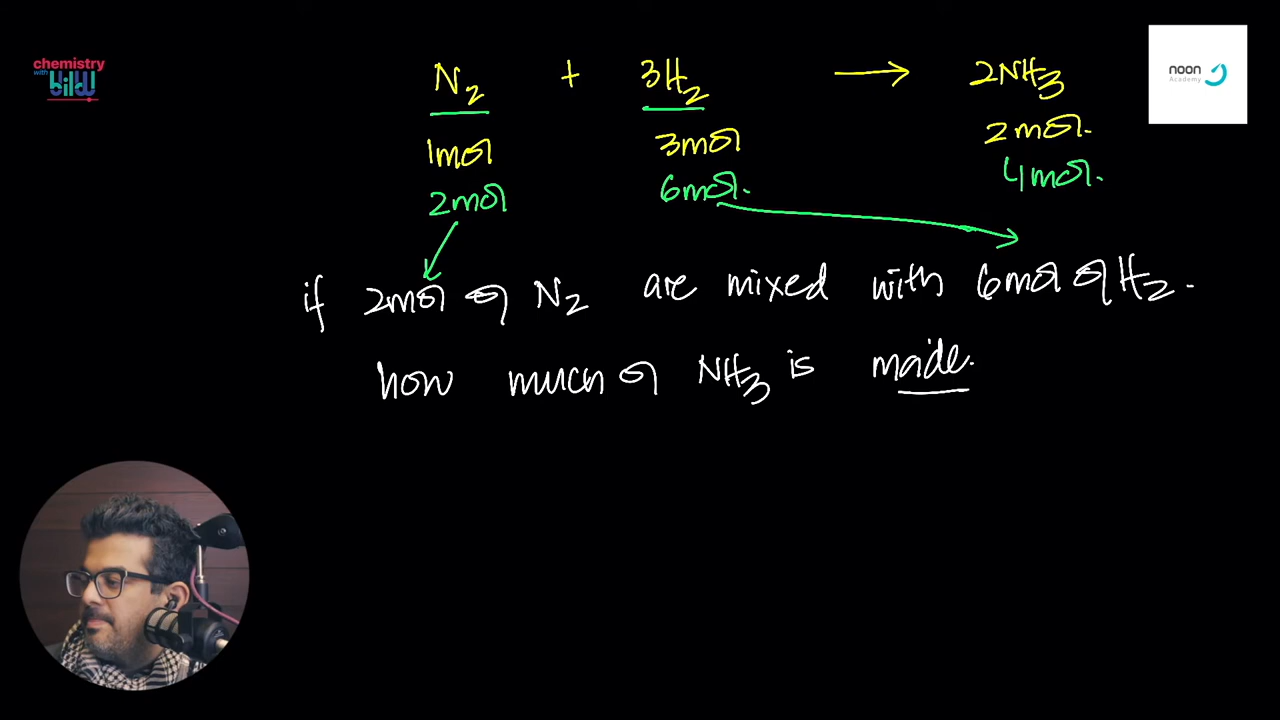 chemistry
with
bilal
noon
Academy
N2 + 3H2 → 2NH3
1mol 3mol 2mol.
2mol 6mol. 4mol.
if 2mol of N2 are mixed with 6mol of H2.
how much of NH3 is made.